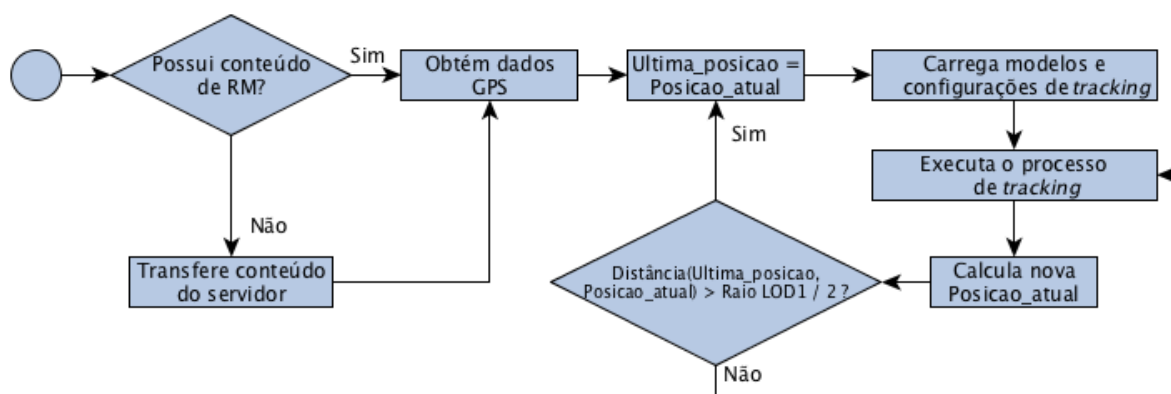 Possui conteúdo
de RM?
Sim
Obtém dados
GPS
Ultima_posicao =
Posicao_atual
Carrega modelos e
configurações de tracking
Sim
Executa o processo
de tracking
Não
Transfere conteúdo
do servidor
Distância(Ultima_posicao,
Posicao_atual) > Raio LOD1 / 2 ?
Calcula nova
Posicao_atual
Não